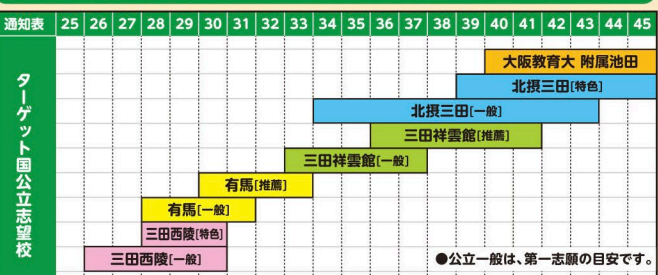 通知表 25 26 27 28 29 30 31 32 33 34 35 36 37 38 39 40 41 42 43 44 45
ターゲット国公立志望校
大阪教育大 附属池田
北摂三田[特色]
北摂三田[一般]
三田祥雲館[推薦]
三田祥雲館[一般]
有馬[推薦]
有馬[一般]
三田西陵[特色]
三田西陵[一般]
●公立一般は、第一志願の目安です。